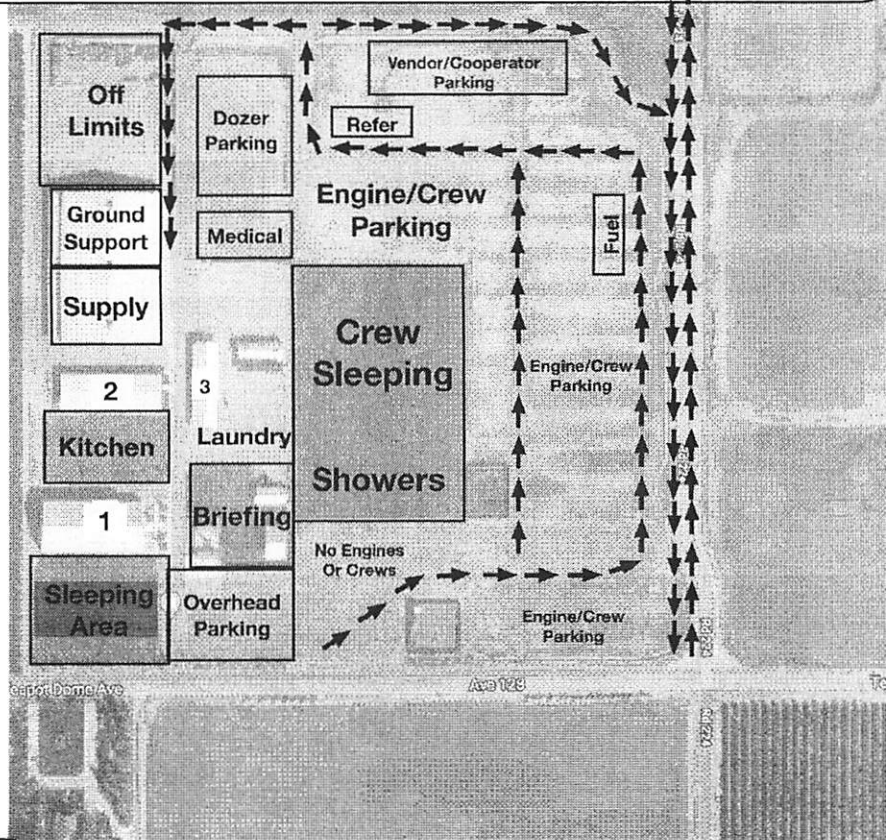 Off
Limits
Dozer
Parking
Vendor/Cooperator
Parking
Refer
Ground
Support
Medical
Engine/Crew
Parking
Fuel
Supply
Crew
Sleeping
2
3
Engine/Crew
Parking
Kitchen
Laundry
Showers
1
Briefing
No Engines
Or Crews
Sleeping
Area
Overhead
Parking
Engine/Crew
Parking
Ave 128
Rd 224